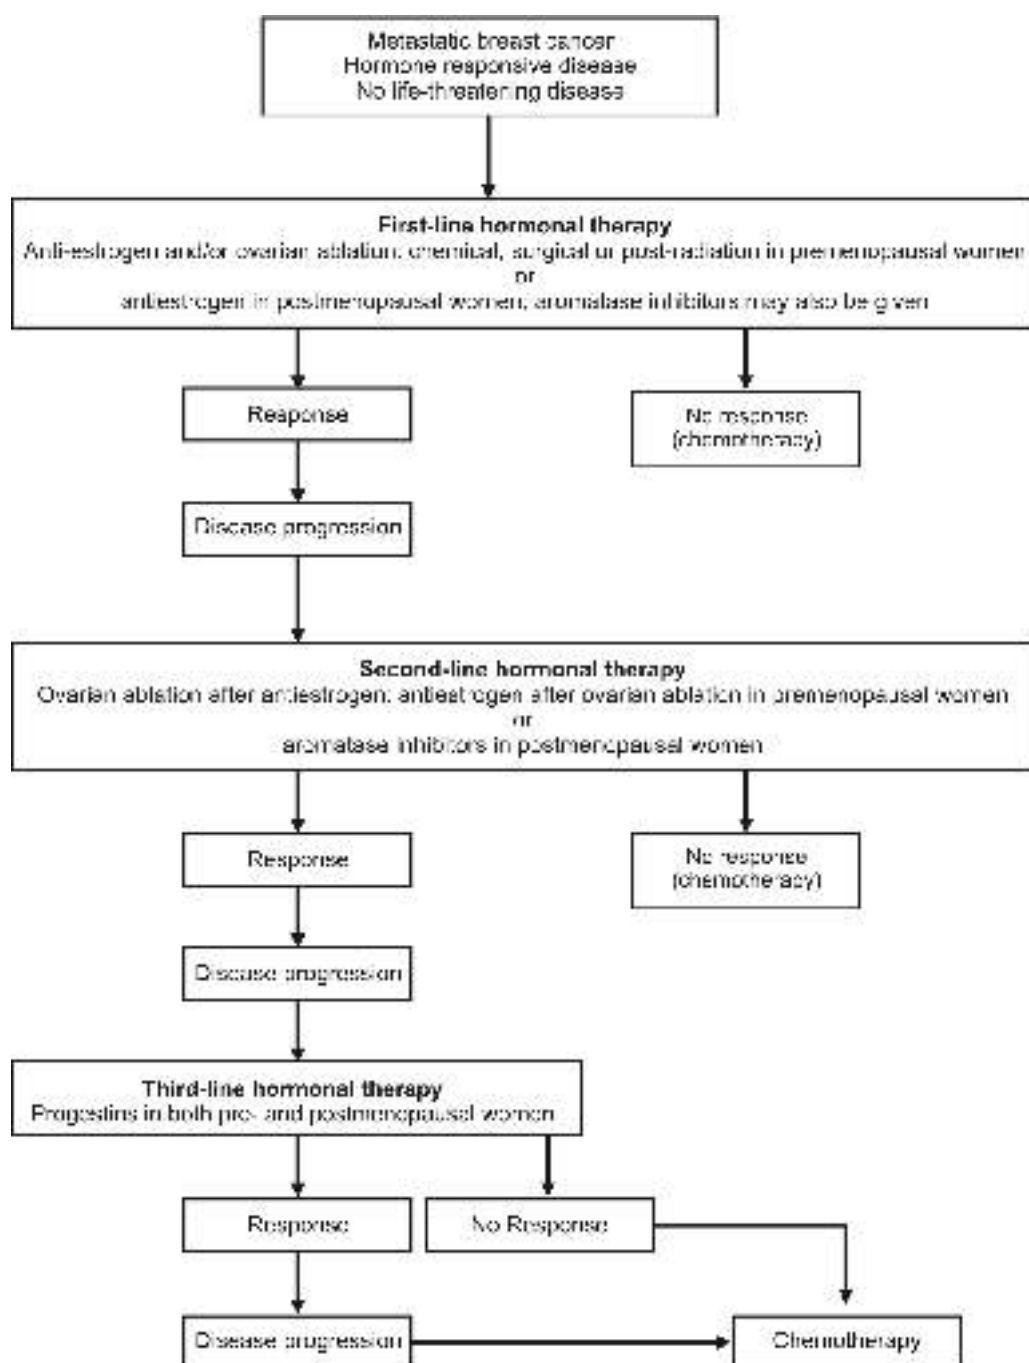 Metastatic breast cancer
Hormone responsive disease
No life-threatening disease
First-line hormonal therapy
Anti-estrogen and/or ovarian ablation: chemical, surgical or post-radiation in premenopausal women
or
antiestrogen in postmenopausal women; aromatase inhibitors may also be given
Response
No response
(chemotherapy)
Disease progression
Second-line hormonal therapy
Ovarian ablation after antiestrogen; antiestrogen after ovarian ablation in premenopausal women
or
aromatase inhibitors in postmenopausal women
Response
No response
(chemotherapy)
Disease progression
Third-line hormonal therapy
Progestins in both pre- and postmenopausal women
Response
No Response
Disease progression
Chemotherapy